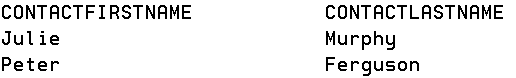 CONTACTFIRSTNAME CONTACTLASTNAME
Julie Murphy
Peter Ferguson